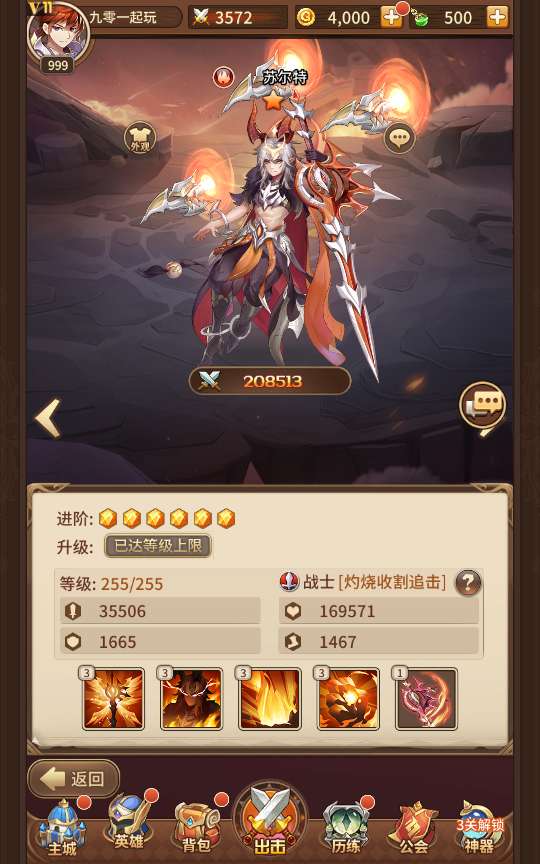 V11
九零一起玩
3572
4,000
500
999
苏尔特
外观
208513
进阶:
升级: 已达等级上限
等级: 255/255
战士 [灼烧收割追击]
?
35506
169571
1665
1467
3
3
3
3
1
返回
主城
英雄
背包
出击
历练
公会
3关解锁
神器